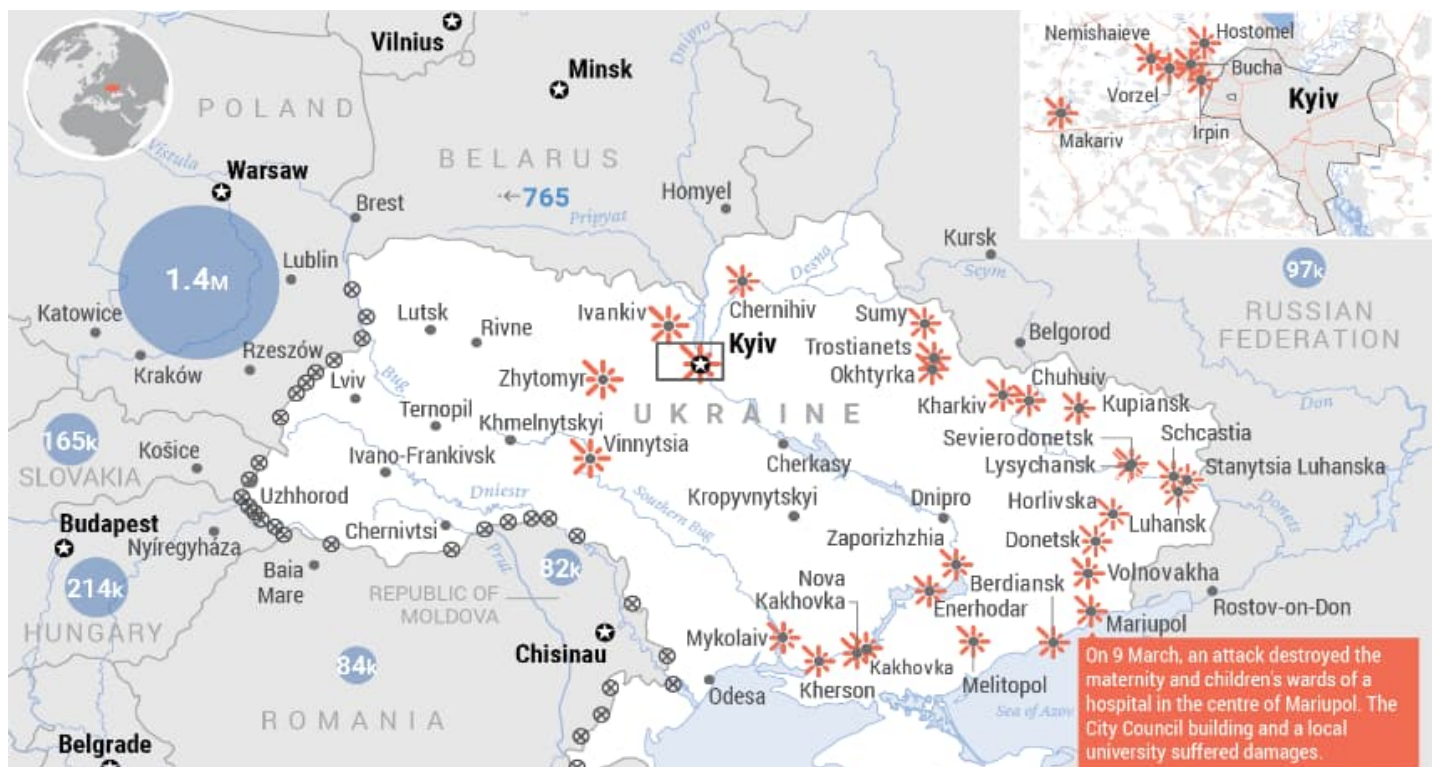 Vilnius
Minsk
Dnipro
POLAND
Vistula
Warsaw
BELARUS
765
Pripyat
Homyel
Brest
Nemishaieve
Hostomel
Bucha
Vorzel
Kyiv
Irpin
Makariv
Lublin
1.4M
Katowice
Kraków
Rzeszów
Lutsk
Rivne
Ivankiv
Chernihiv
Desna
Kursk
Seym
97k
RUSSIAN
FEDERATION
Sumy
Belgorod
Kyiv
Trostianets
Okhtyrka
Zhytomyr
Lviv
Bug
Ternopil
Khmelnytskyi
UKRAINE
Kharkiv
Chuhuiv
Kupiansk
Don
165k
SLOVAKIA
Košice
Ivano-Frankivsk
Vinnytsia
Cherkasy
Sevierodonetsk
Schcastia
Lysychansk
Stanytsia Luhanska
Uzhhorod
Dniestr
Southern Bug
Kropyvnytskyi
Dnipro
Horlivska
Luhansk
Donets
Budapest
Nyíregyháza
Chernivtsi
Prut
Zaporizhzhia
Donetsk
214k
HUNGARY
Baia
Mare
82k
REPUBLIC OF
MOLDOVA
Nova
Kakhovka
Berdiansk
Volnovakha
Enerhodar
Rostov-on-Don
Mariupol
Chisinau
Mykolaiv
Kakhovka
Kherson
Melitopol
Odesa
Sea of Azov
84k
ROMANIA
Belgrade
On 9 March, an attack destroyed the
maternity and children's wards of a
hospital in the centre of Mariupol. The
City Council building and a local
university suffered damages.